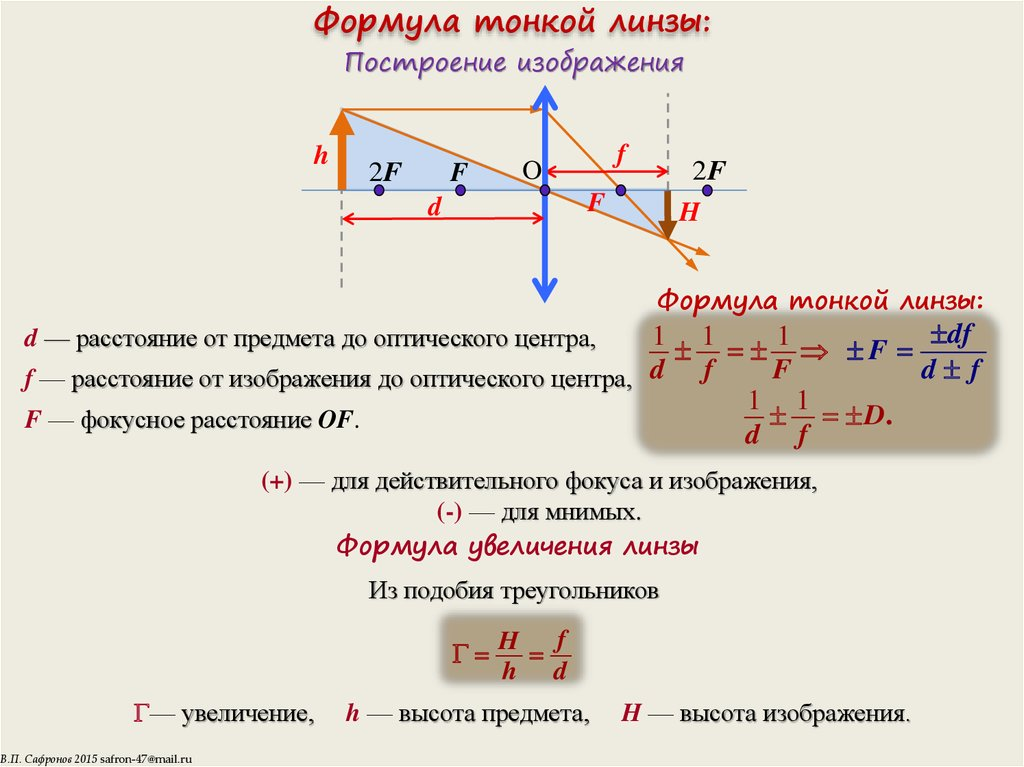 Формула тонкой линзы:
Построение изображения
h
2F
F
O
f
2F
d
F
H
Формула тонкой линзы:
d — расстояние от предмета до оптического центра,
f — расстояние от изображения до оптического центра,
F — фокусное расстояние OF.
1/d ± 1/f = ± 1/F ⇒ ± F = ±df/(d ± f)
1/d ± 1/f = ±D.
(+) — для действительного фокуса и изображения,
(-) — для мнимых.
Формула увеличения линзы
Из подобия треугольников
Γ = H/h = f/d
Γ — увеличение, h — высота предмета, H — высота изображения.
В.П. Сафронов 2015 safron-47@mail.ru